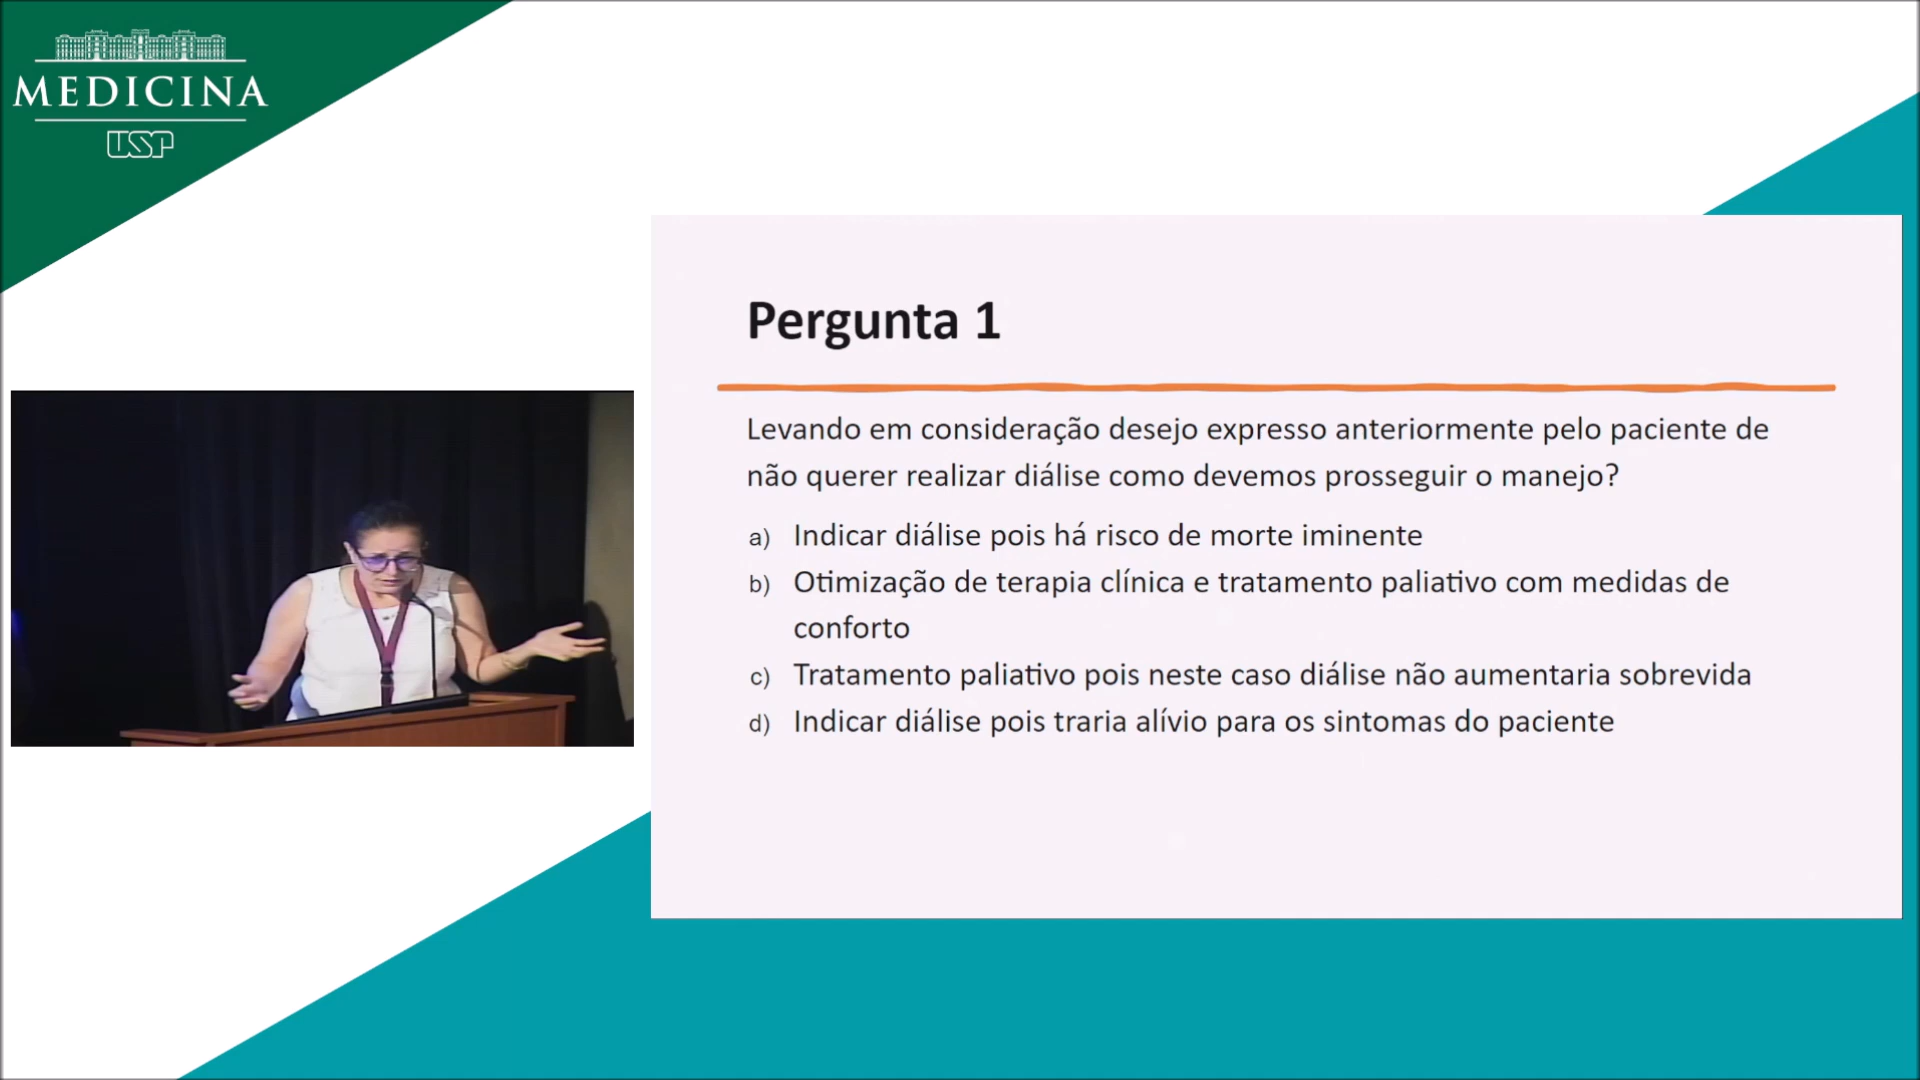 MEDICINA
USP
Pergunta 1
Levando em consideração desejo expresso anteriormente pelo paciente de
não querer realizar diálise como devemos prosseguir o manejo?
a) Indicar diálise pois há risco de morte iminente
b) Otimização de terapia clínica e tratamento paliativo com medidas de
conforto
c) Tratamento paliativo pois neste caso diálise não aumentaria sobrevida
d) Indicar diálise pois traria alívio para os sintomas do paciente